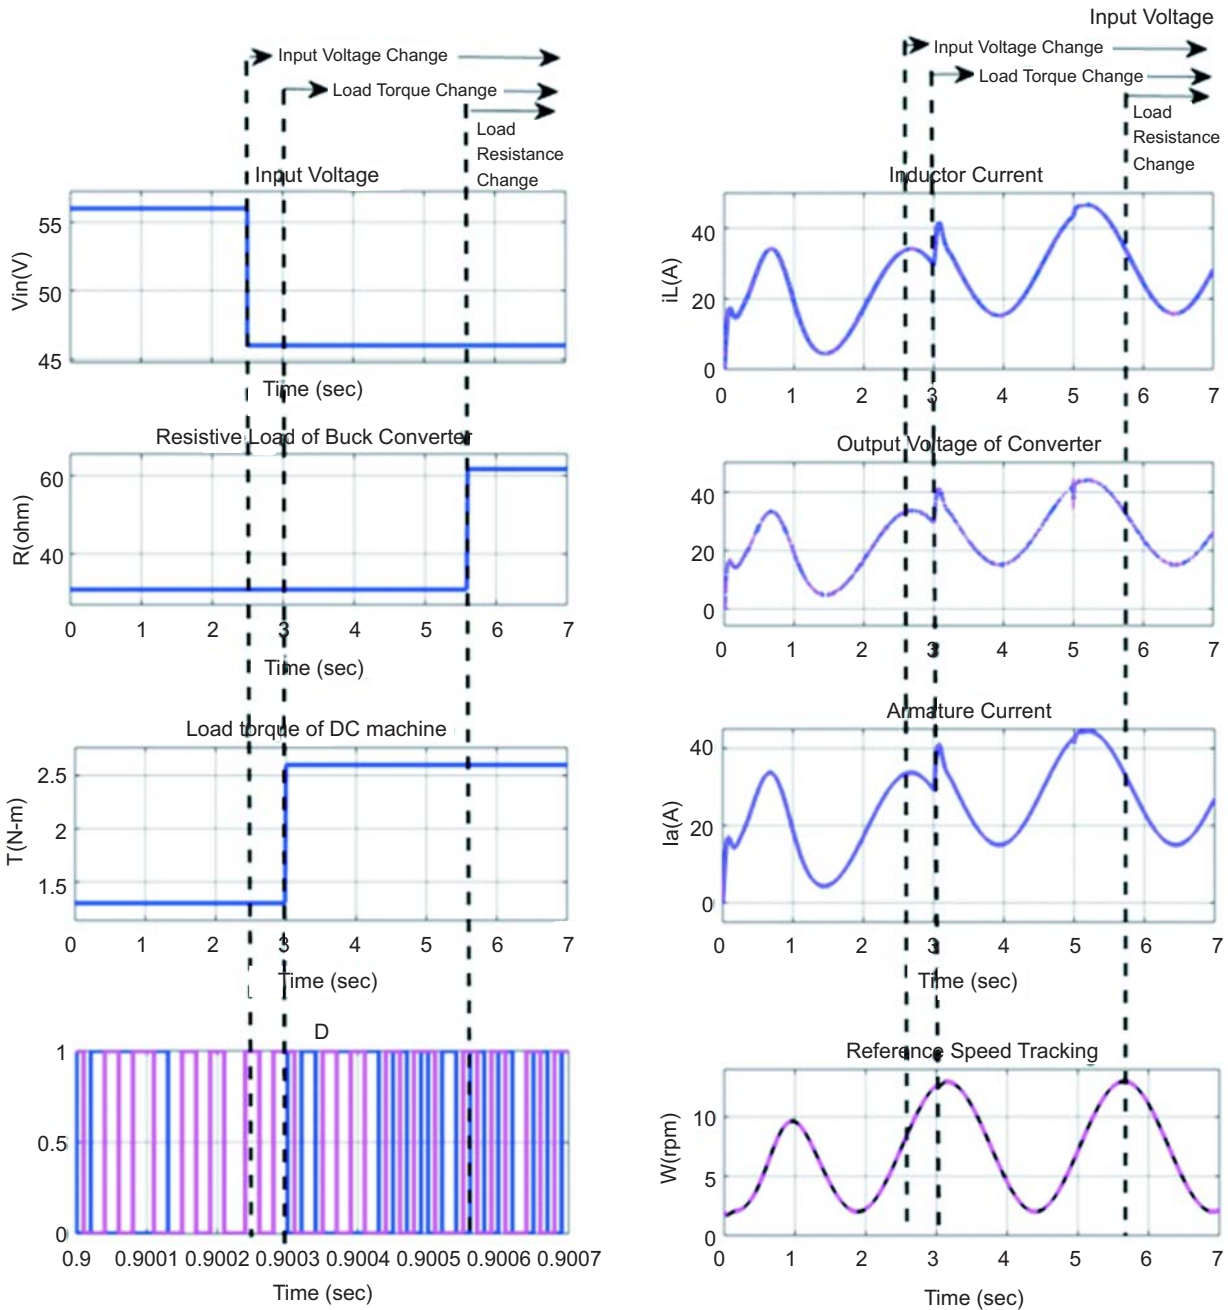 Input Voltage Change
Load Torque Change
Load
Resistance
Change
Input Voltage
Vin(V)
55
50
45
Time (sec)
Resistive Load of Buck Converter
R(ohm)
60
40
0 1 2 3 4 5 6 7
Time (sec)
Load torque of DC machine
T(N-m)
2.5
2
1.5
0 1 2 3 4 5 6 7
Time (sec)
D
1
0.5
0
0.9 0.9001 0.9002 0.9003 0.9004 0.9005 0.9006 0.9007
Time (sec)
Input Voltage
Input Voltage Change
Load Torque Change
Load
Resistance
Change
Inductor Current
iL(A)
40
20
0
0 1 2 3 4 5 6 7
Output Voltage of Converter
40
20
0
0 1 2 3 4 5 6 7
Armature Current
Ia(A)
40
20
0
0 1 2 3 4 5 6 7
Time (sec)
Reference Speed Tracking
W(rpm)
10
5
0
0 1 2 3 4 5 6 7
Time (sec)